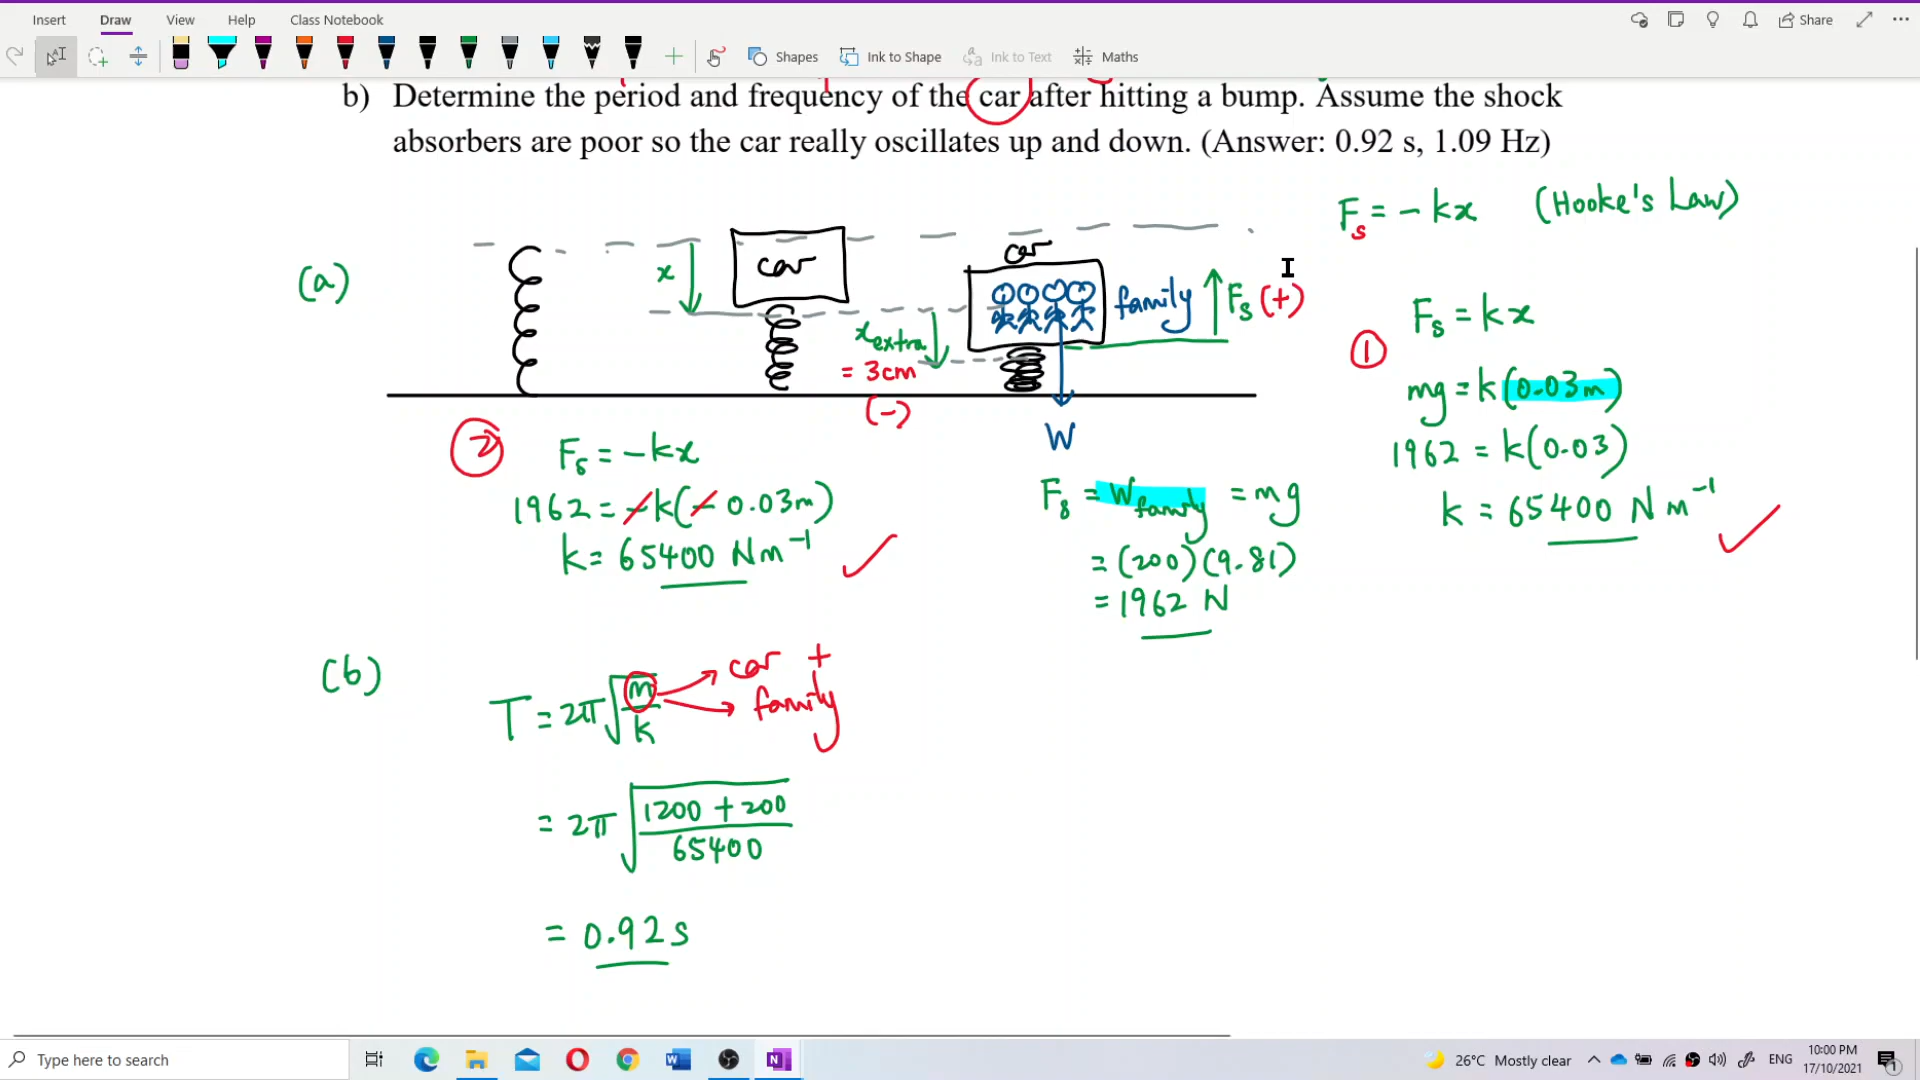 Insert Draw View Help Class Notebook Share
Shapes Ink to Shape Ink to Text Maths
b) Determine the period and frequency of the car after hitting a bump. Assume the shock
absorbers are poor so the car really oscillates up and down. (Answer: 0.92 s, 1.09 Hz)
Fs = - kx (Hooke's Law)
(a)
x
car
car
family
Fs (+)
xextra
= 3cm
(-)
W
①
Fs = kx
mg = k(0.03m)
1962 = k(0.03)
k = 65400 N m⁻¹
②
Fs = -kx
1962 = -k(- 0.03m)
k = 65400 Nm⁻¹
Fs = Wfamily = mg
= (200)(9.81)
= 1962 N
(b)
T = 2π√(m/k)
car +
family
= 2π√((1200 + 200)/65400)
= 0.92 s
Type here to search
26°C Mostly clear
ENG
10:00 PM
17/10/2021
1